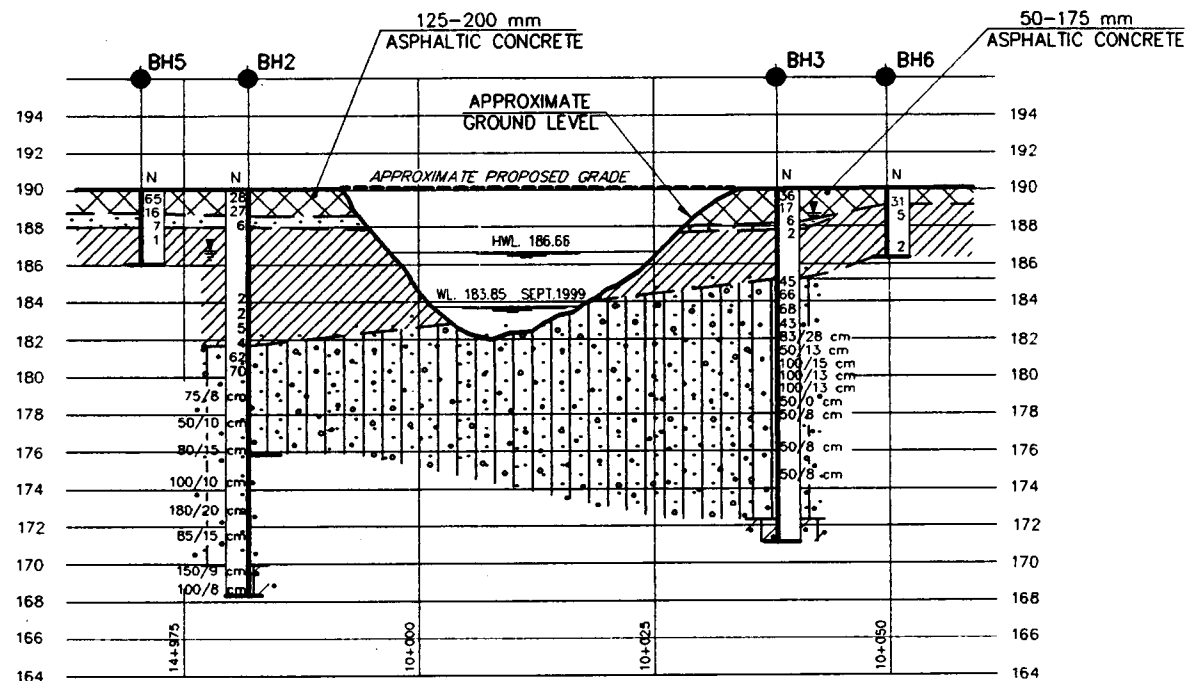 125-200 mm
ASPHALTIC CONCRETE
50-175 mm
ASPHALTIC CONCRETE
BH5
BH2
BH3
BH6
APPROXIMATE
GROUND LEVEL
194
194
192
192
N
N
APPROXIMATE PROPOSED GRADE
N
N
190
190
65
28
36
31
16
27
17
5
7
6
6
188
188
1
2
2
HWL. 186.66
186
186
45
2
WL. 183.85 SEPT.1999
66
184
184
2
68
5
43
182
4
83/28 cm
182
62
50/13 cm
70
100/15 cm
180
100/13 cm
180
100/13 cm
75/8 cm
50/0 cm
178
50/10 cm
50/8 cm
178
176
80/15 cm
50/8 cm
176
100/10 cm
50/8 cm
174
174
180/20 cm
172
172
85/15 cm
170
150/9 cm
170
100/8 cm
168
168
166
166
14+975
10+000
10+025
10+050
164
164